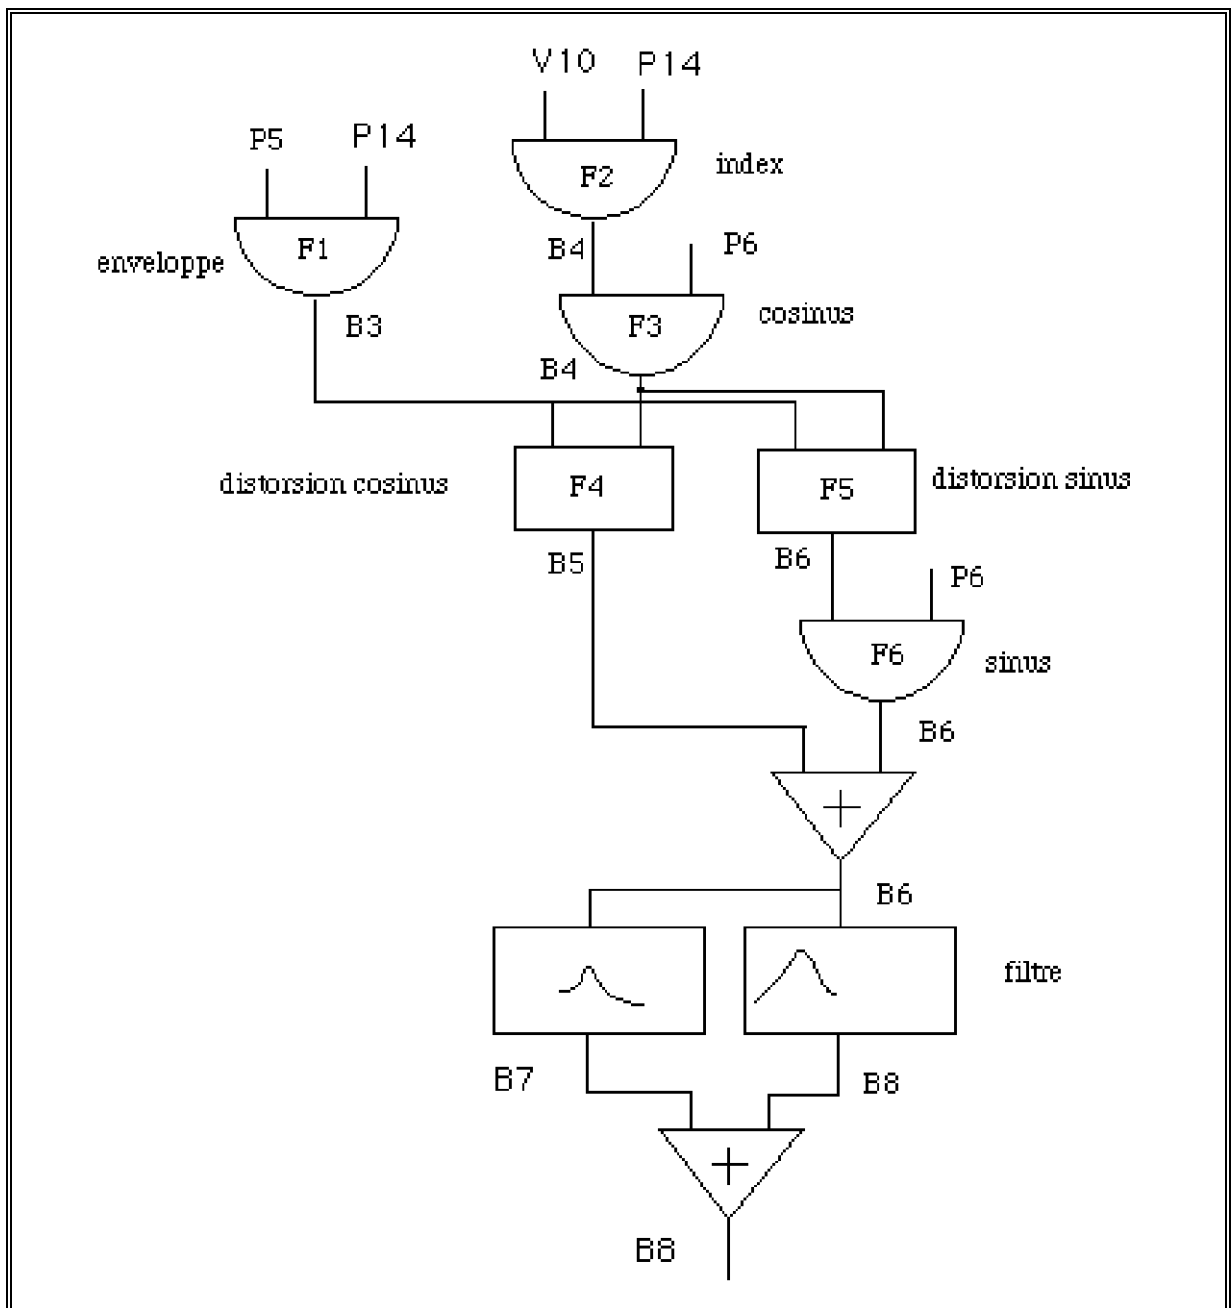 V10 P14
P5 P14
F2 index
F1
enveloppe
B4 P6
B3
F3 cosinus
B4
distorsion cosinus F4 F5 distorsion sinus
B5 B6
P6
F6 sinus
B6
+
B6
filtre
B7 B8
+
B8